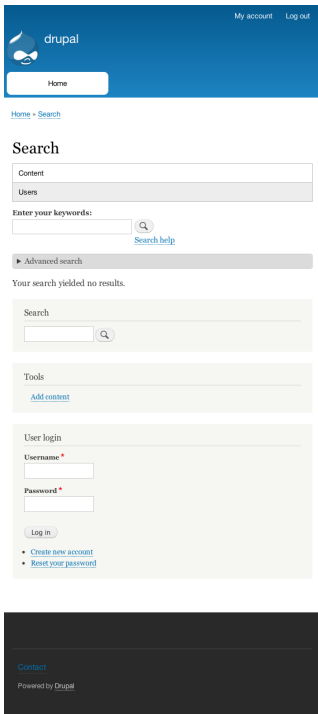 My account Log out
drupal
Home
Home » Search
Search
Content
Users
Enter your keywords:
Search help
► Advanced search
Your search yielded no results.
Search
Tools
Add content
User login
Username *
Password *
Log in
• Create new account
• Reset your password
Contact
Powered by Drupal